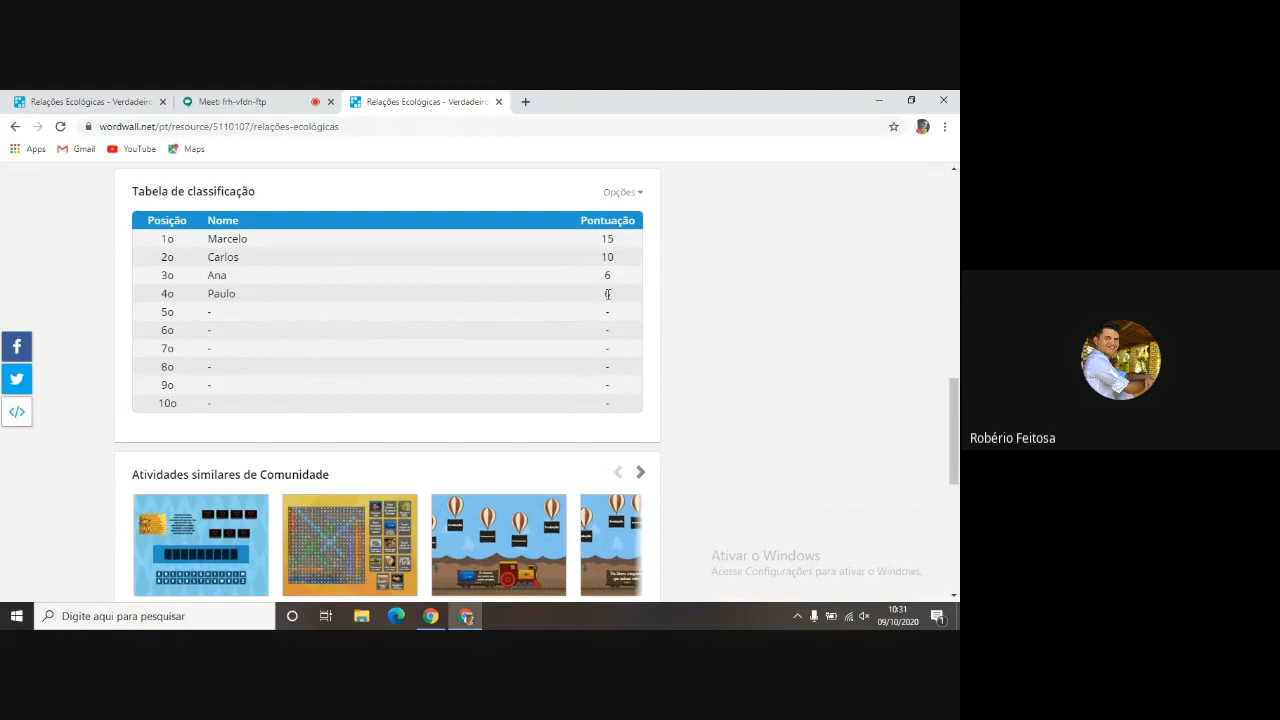 Relações Ecológicas - Verdadeiro
Meet: frh-vfdn-ftp
Relações Ecológicas - Verdadeiro
wordwall.net/pt/resource/5110107/relações-ecológicas
Apps Gmail YouTube Maps
Tabela de classificação
Opções
Posição Nome Pontuação
1o Marcelo 15
2o Carlos 10
3o Ana 6
4o Paulo
5o - -
6o - -
7o - -
8o - -
9o - -
10o - -
Atividades similares de Comunidade
Ativar o Windows
Acesse Configurações para ativar o Windows.
Robério Feitosa
Digite aqui para pesquisar
10:31
09/10/2020
1